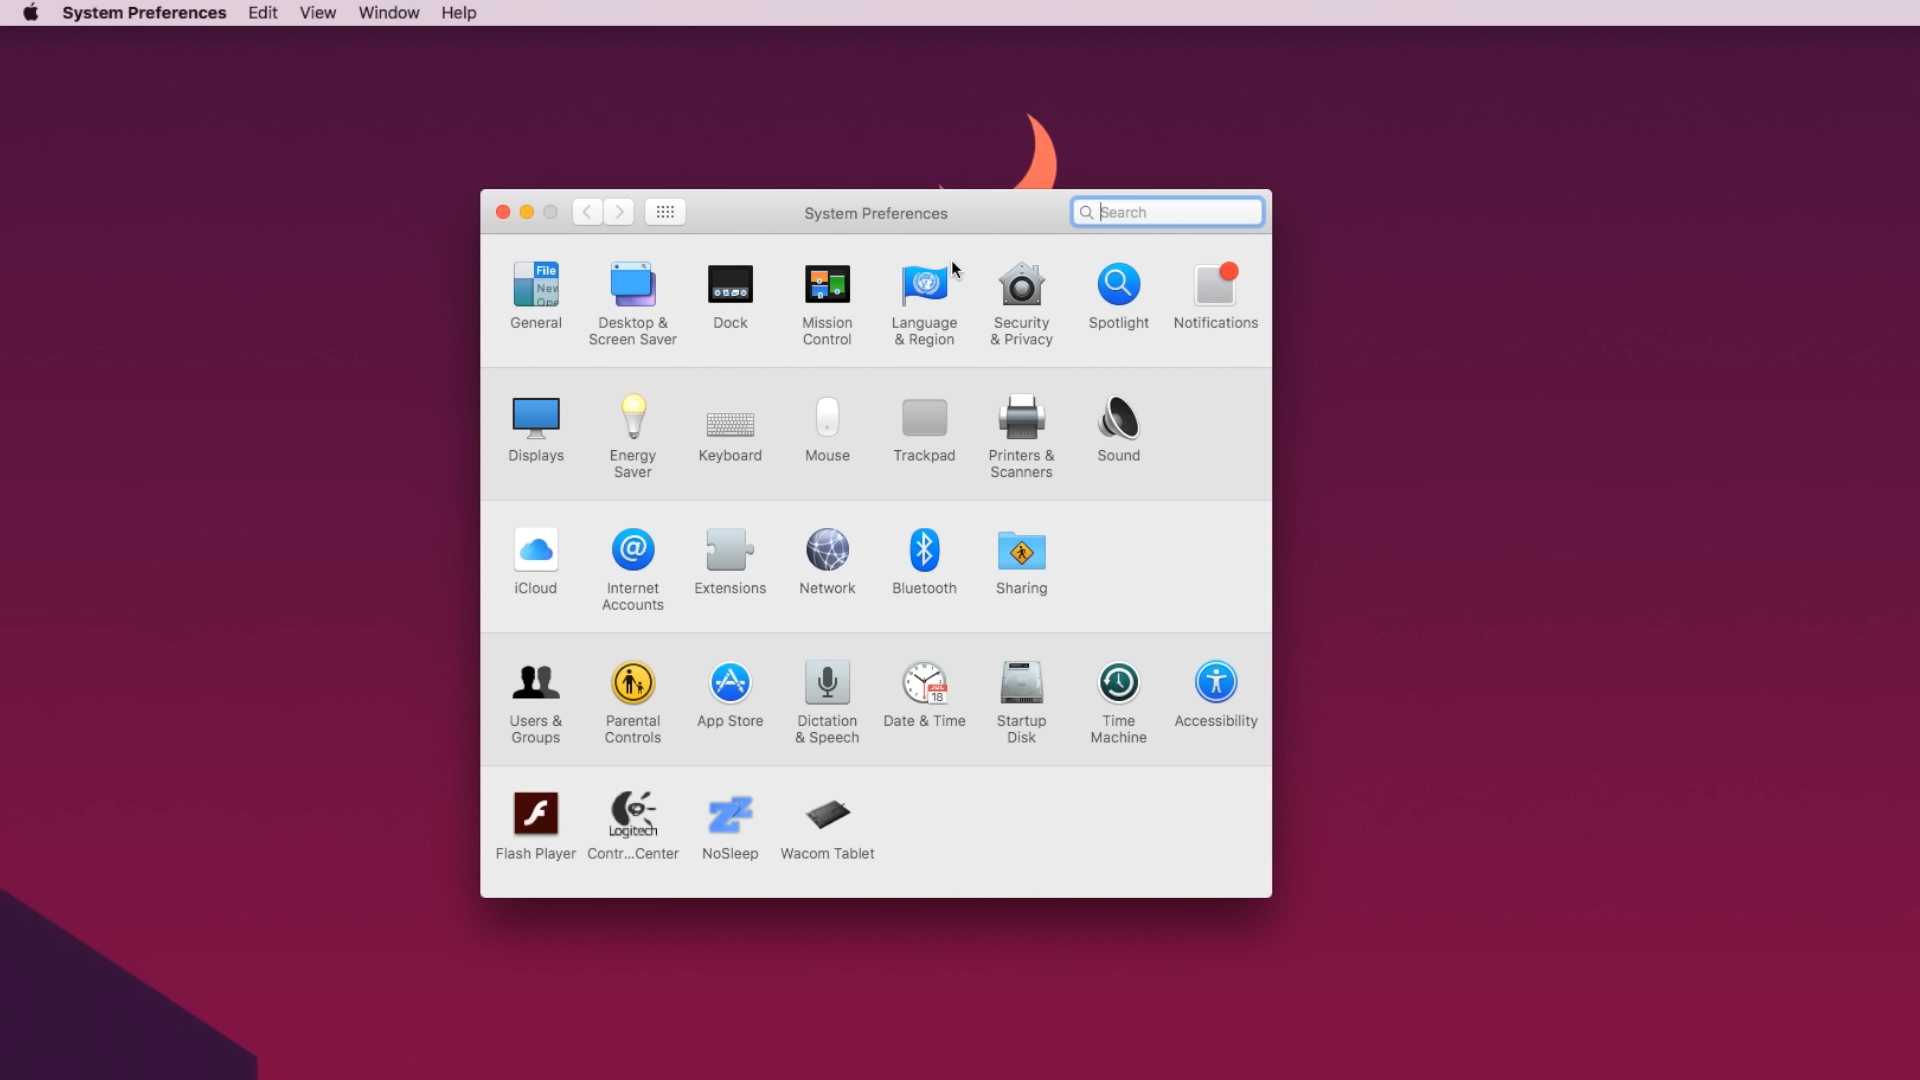 System Preferences Edit View Window Help
System Preferences
Search
File
New
Ope
General
Desktop &
Screen Saver
Dock
Mission
Control
Language
& Region
Security
& Privacy
Spotlight
Notifications
Displays
Energy
Saver
Keyboard
Mouse
Trackpad
Printers &
Scanners
Sound
iCloud
@
Internet
Accounts
Extensions
Network
Bluetooth
Sharing
Users &
Groups
Parental
Controls
App Store
Dictation
& Speech
JUL
18
Date & Time
Startup
Disk
Time
Machine
Accessibility
Flash Player
Logitech
Contr...Center
NoSleep
Wacom Tablet